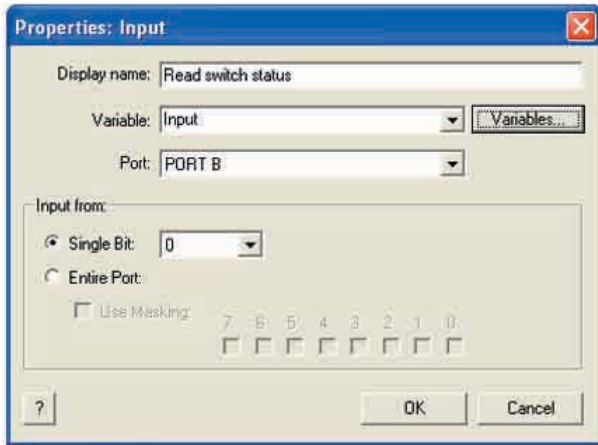 Properties: Input
Display name: Read switch status
Variable: Input Variables...
Port: PORT B
Input from:
Single Bit: 0
Entire Port:
Use Masking: 7 6 5 4 3 2 1 0
? OK Cancel